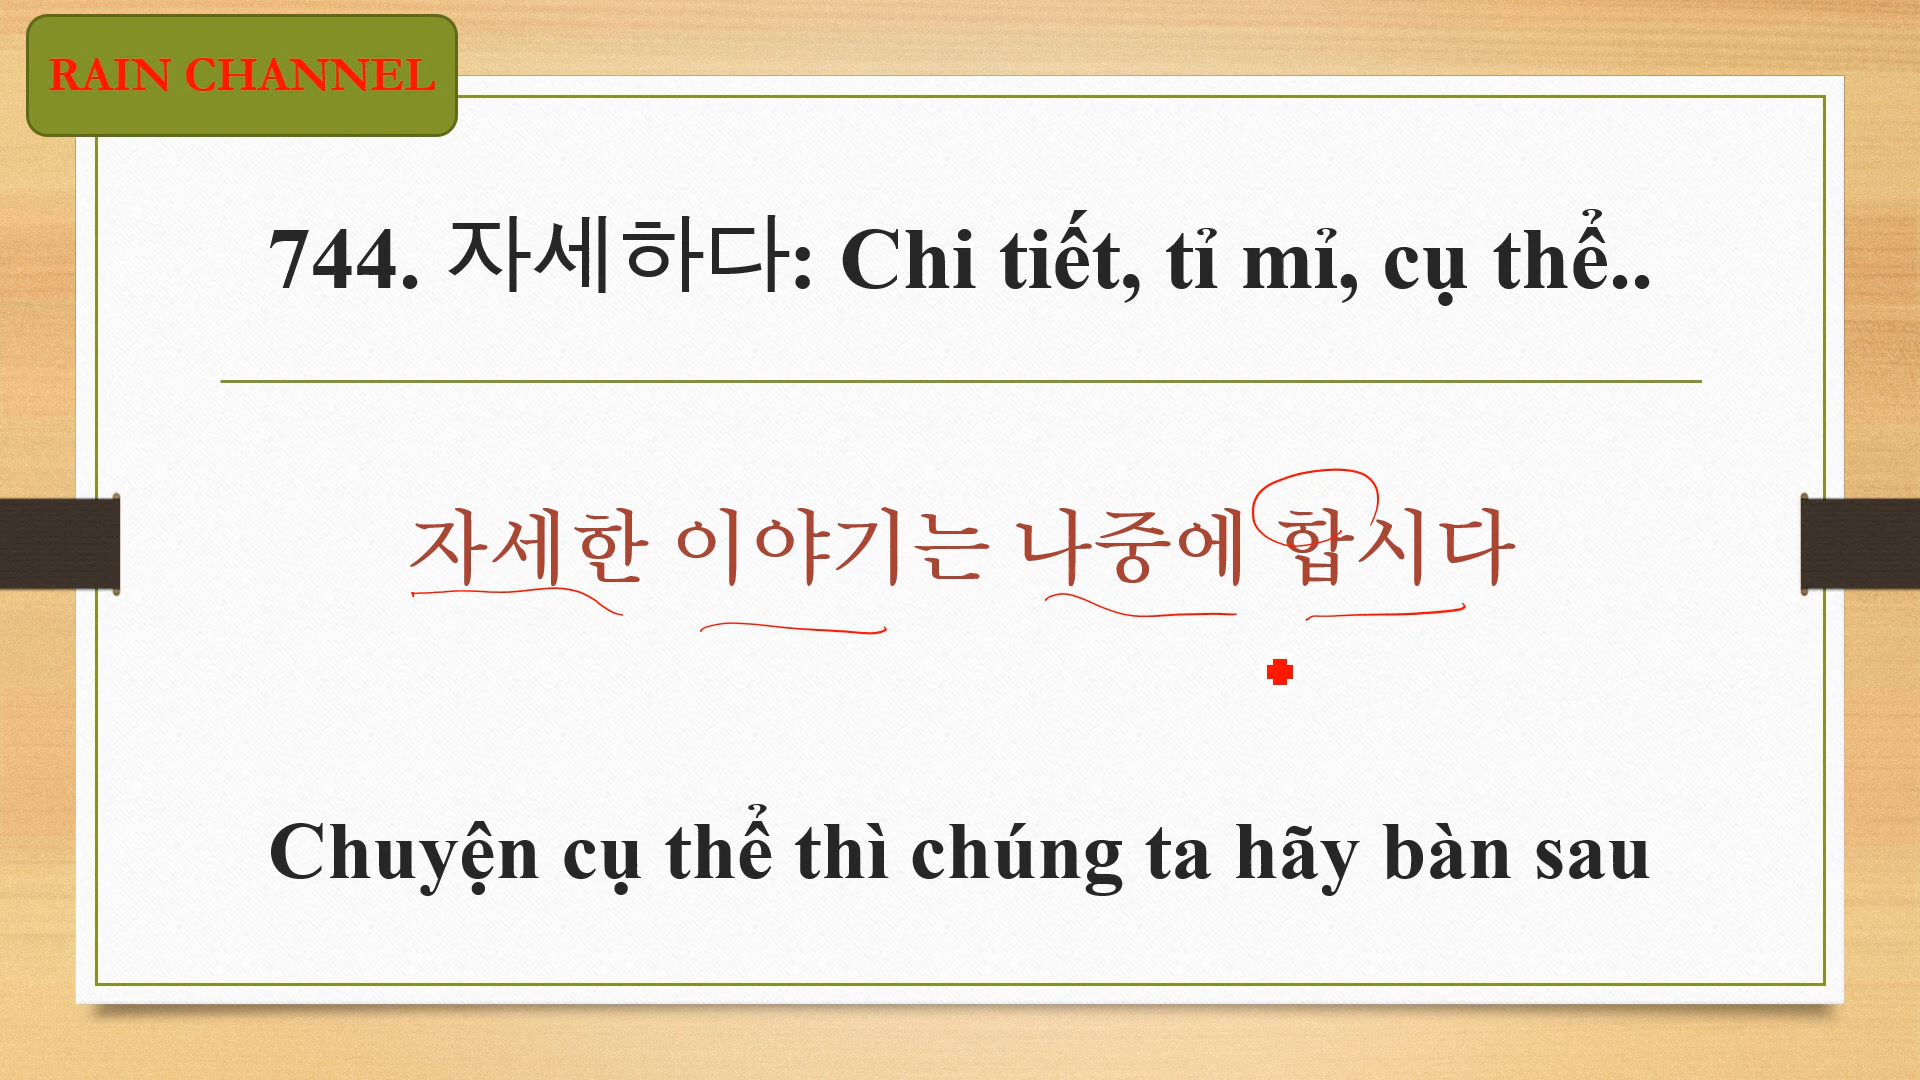 RAIN CHANNEL
744. 자세하다: Chi tiết, tỉ mỉ, cụ thể..
자세한 이야기는 나중에 합시다
Chuyện cụ thể thì chúng ta hãy bàn sau